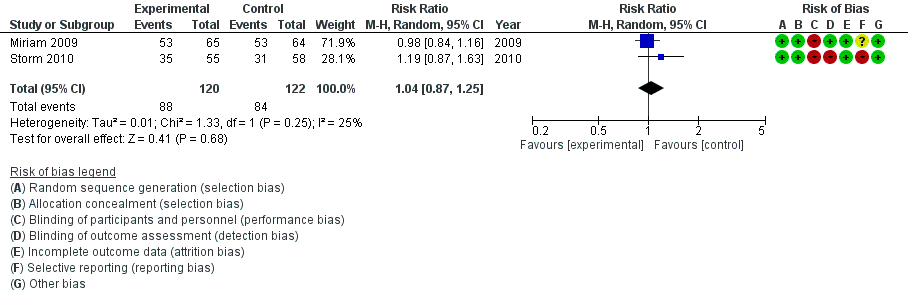 Experimental Control Risk Ratio Risk Ratio Risk of Bias
Study or Subgroup Events Total Events Total Weight M-H, Random, 95% CI Year M-H, Random, 95% CI A B C D E F G
Miriam 2009 53 65 53 64 71.9% 0.98 [0.84, 1.16] 2009 + + - + + ? +
Storm 2010 35 55 31 58 28.1% 1.19 [0.87, 1.63] 2010 + + - - + - +
Total (95% CI) 120 122 100.0% 1.04 [0.87, 1.25]
Total events 88 84
Heterogeneity: Tau² = 0.01; Chi² = 1.33, df = 1 (P = 0.25); I² = 25%
Test for overall effect: Z = 0.41 (P = 0.68)
0.2 0.5 1 2 5
Favours [experimental] Favours [control]
Risk of bias legend
(A) Random sequence generation (selection bias)
(B) Allocation concealment (selection bias)
(C) Blinding of participants and personnel (performance bias)
(D) Blinding of outcome assessment (detection bias)
(E) Incomplete outcome data (attrition bias)
(F) Selective reporting (reporting bias)
(G) Other bias